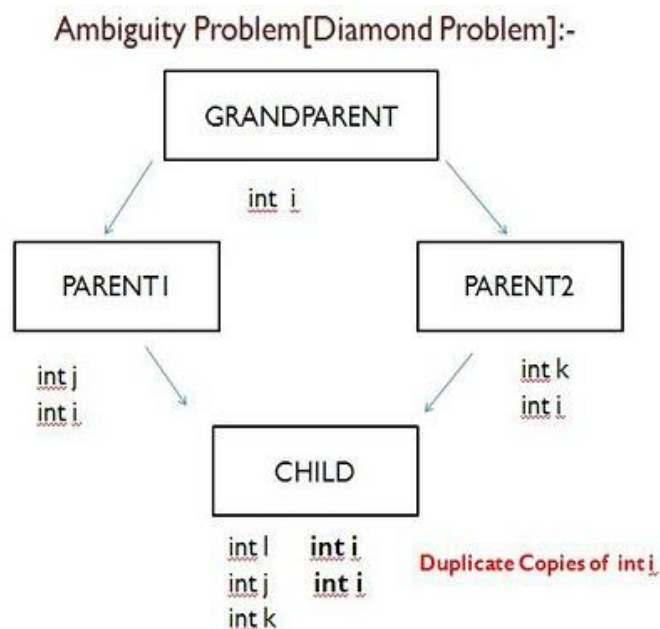 Ambiguity Problem[Diamond Problem]:-
GRANDPARENT
int i
PARENT1
PARENT2
int j
int i
int k
int i
CHILD
int l int i
int j int i
int k
Duplicate Copies of int i